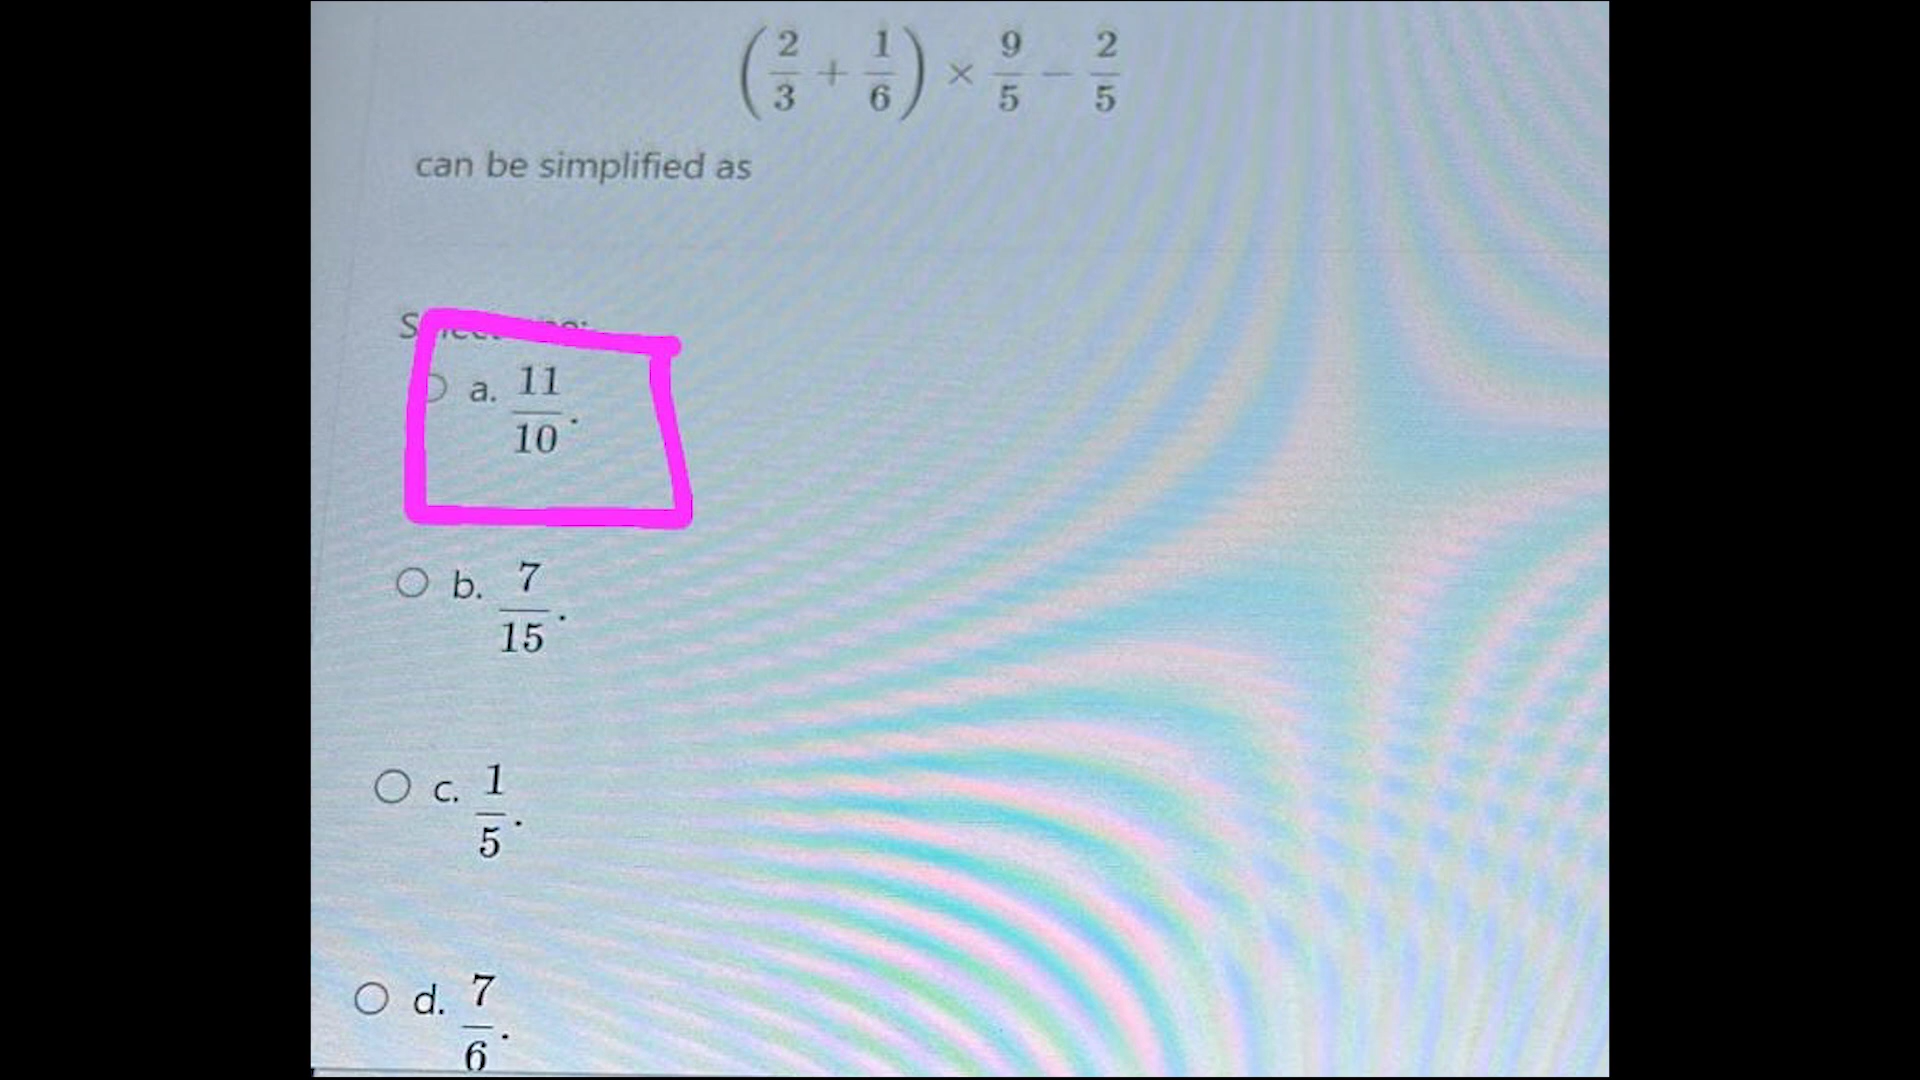 (2/3 + 1/6) × 9/5 − 2/5
can be simplified as
a. 11/10.
b. 7/15.
c. 1/5.
d. 7/6.